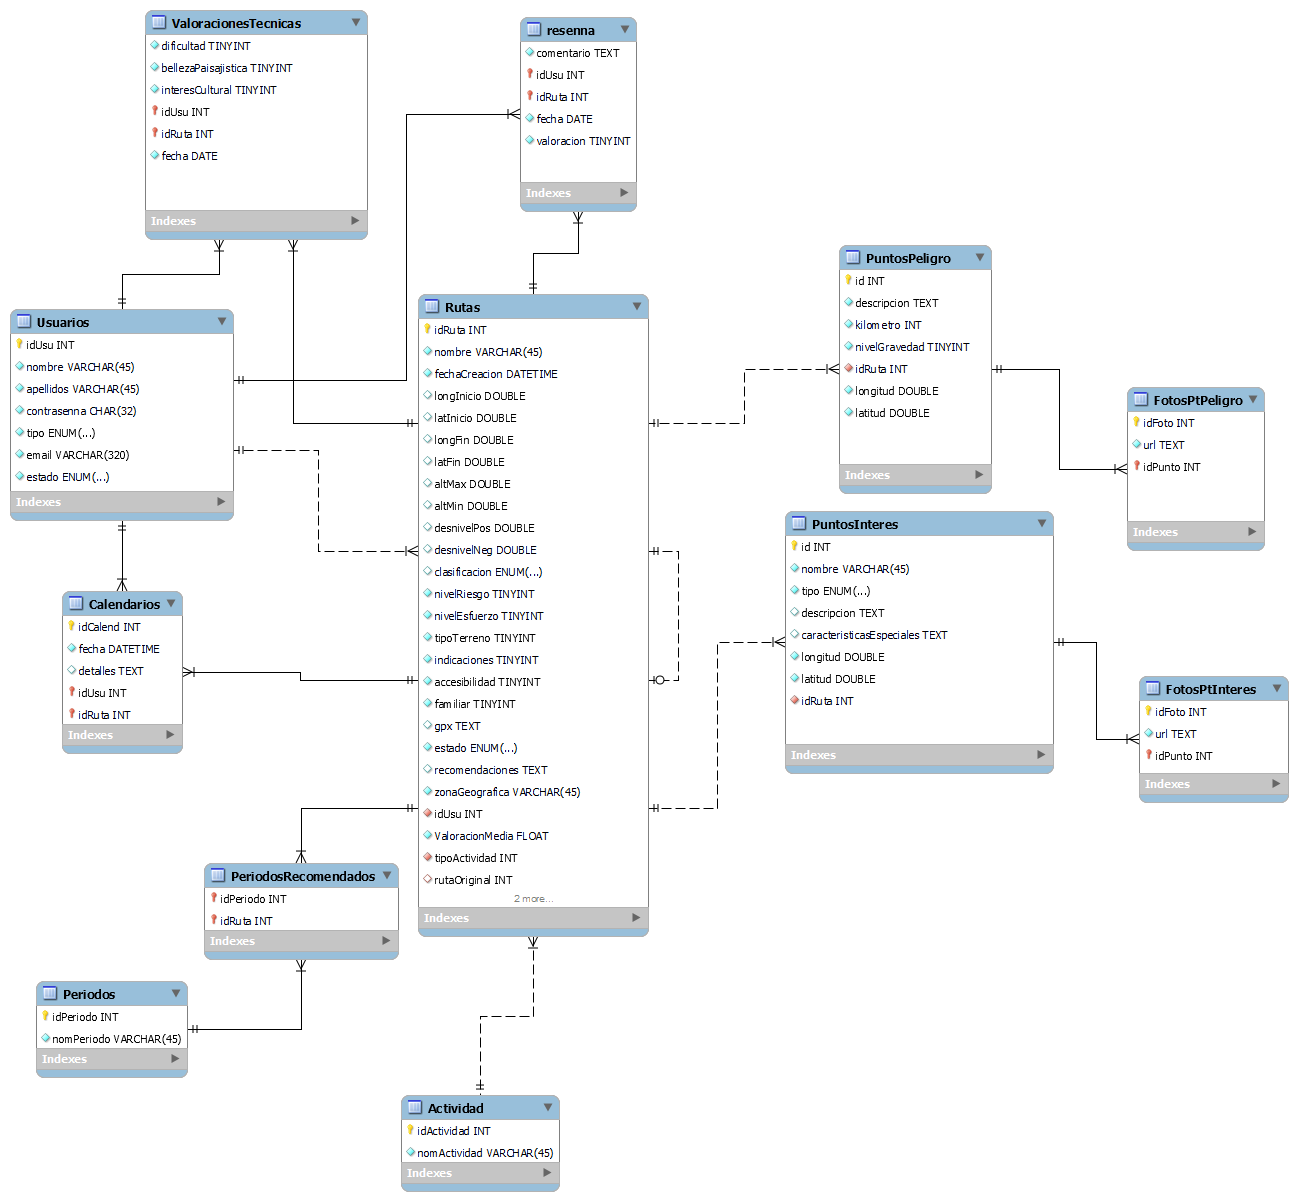 ValoracionesTecnicas
dificultad TINYINT
bellezaPaisajistica TINYINT
interesCultural TINYINT
idUsu INT
idRuta INT
fecha DATE
Indexes
resenna
comentario TEXT
idUsu INT
idRuta INT
fecha DATE
valoracion TINYINT
Indexes
Usuarios
idUsu INT
nombre VARCHAR(45)
apellidos VARCHAR(45)
contrasenna CHAR(32)
tipo ENUM(...)
email VARCHAR(320)
estado ENUM(...)
Indexes
Rutas
idRuta INT
nombre VARCHAR(45)
fechaCreacion DATETIME
longInicio DOUBLE
latInicio DOUBLE
longFin DOUBLE
latFin DOUBLE
altMax DOUBLE
altMin DOUBLE
desnivelPos DOUBLE
desnivelNeg DOUBLE
clasificacion ENUM(...)
nivelRiesgo TINYINT
nivelEsfuerzo TINYINT
tipoTerreno TINYINT
indicaciones TINYINT
accesibilidad TINYINT
familiar TINYINT
gpx TEXT
estado ENUM(...)
recomendaciones TEXT
zonaGeografica VARCHAR(45)
idUsu INT
ValoracionMedia FLOAT
tipoActividad INT
rutaOriginal INT
2 more...
Indexes
PuntosPeligro
id INT
descripcion TEXT
kilometro INT
nivelGravedad TINYINT
idRuta INT
longitud DOUBLE
latitud DOUBLE
Indexes
FotosPtPeligro
idFoto INT
url TEXT
idPunto INT
Indexes
PuntosInteres
id INT
nombre VARCHAR(45)
tipo ENUM(...)
descripcion TEXT
caracteristicasEspeciales TEXT
longitud DOUBLE
latitud DOUBLE
idRuta INT
Indexes
FotosPtInteres
idFoto INT
url TEXT
idPunto INT
Indexes
Calendarios
idCalend INT
fecha DATETIME
detalles TEXT
idUsu INT
idRuta INT
Indexes
PeriodosRecomendados
idPeriodo INT
idRuta INT
Indexes
Periodos
idPeriodo INT
nomPeriodo VARCHAR(45)
Indexes
Actividad
idActividad INT
nomActividad VARCHAR(45)
Indexes